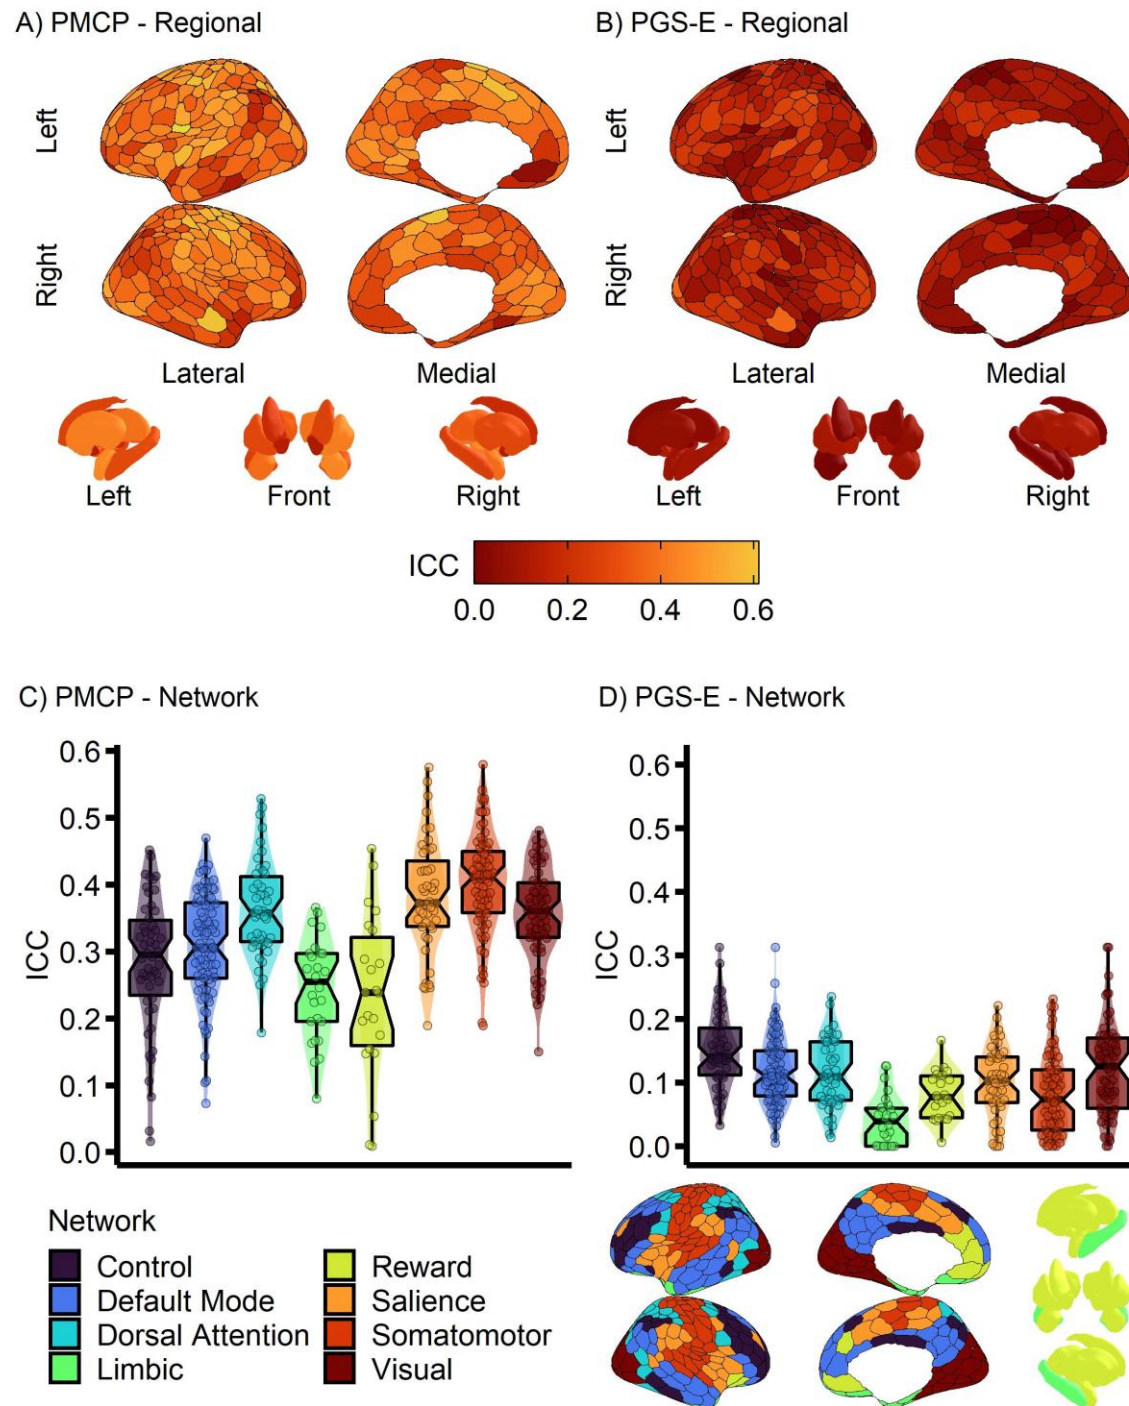 A) PMCP - Regional
B) PGS-E - Regional
Left
Left
Right
Right
Lateral
Medial
Lateral
Medial
Left
Front
Right
Left
Front
Right
ICC
0.0
0.2
0.4
0.6
C) PMCP - Network
D) PGS-E - Network
ICC
0.6
0.5
0.4
0.3
0.2
0.1
0.0
ICC
0.6
0.5
0.4
0.3
0.2
0.1
0.0
Network
Control
Default Mode
Dorsal Attention
Limbic
Reward
Salience
Somatomotor
Visual